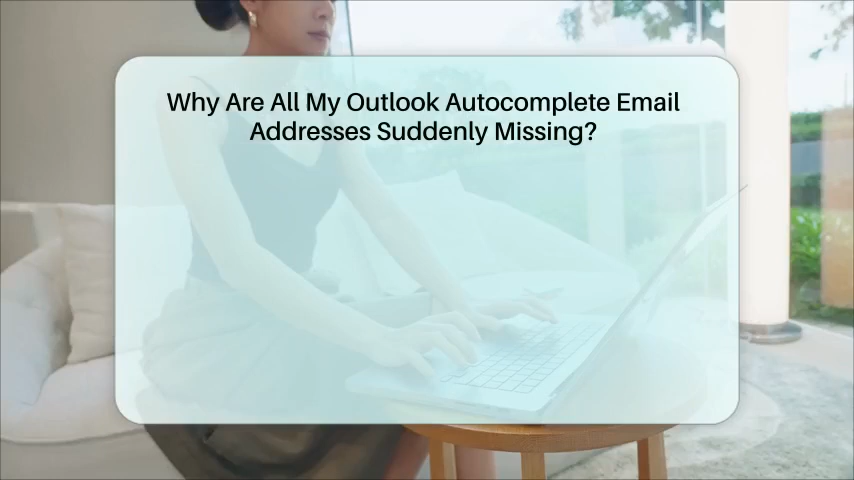 Why Are All My Outlook Autocomplete Email
Addresses Suddenly Missing?